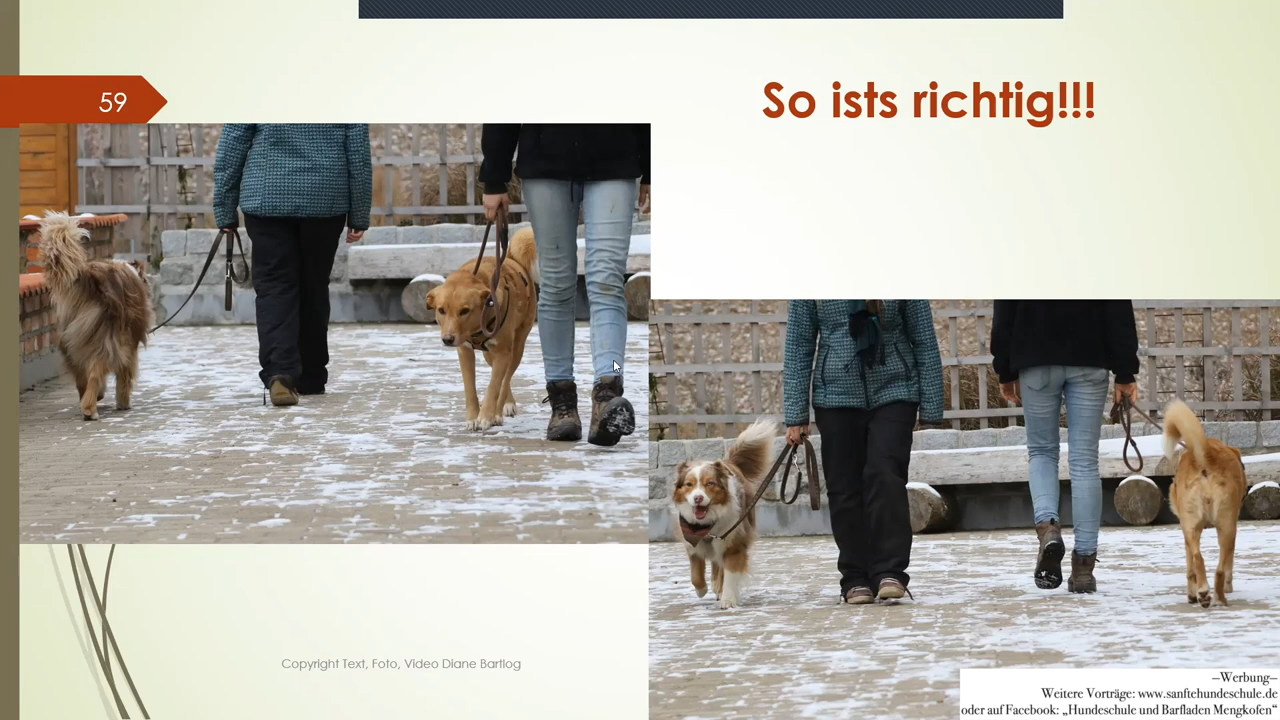 59
So ists richtig!!!
Copyright Text, Foto, Video Diane Bartlog
—Werbung—
Weitere Vorträge: www.sanftehundeschule.de
oder auf Facebook: „Hundeschule und Barfladen Mengkofen“